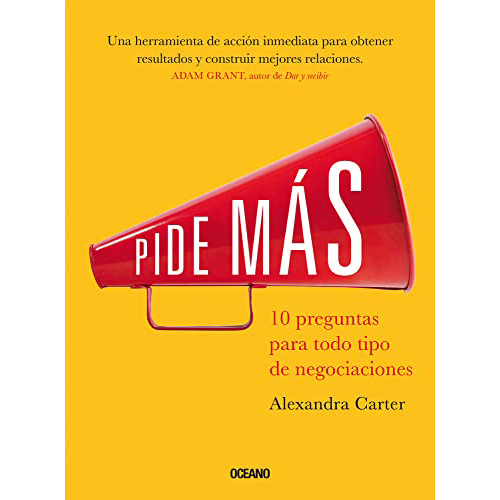 Una herramienta de acción inmediata para obtener
resultados y construir mejores relaciones.
ADAM GRANT, autor de Dar y recibir
PIDE MÁS
10 preguntas
para todo tipo
de negociaciones
Alexandra Carter
OCEANO